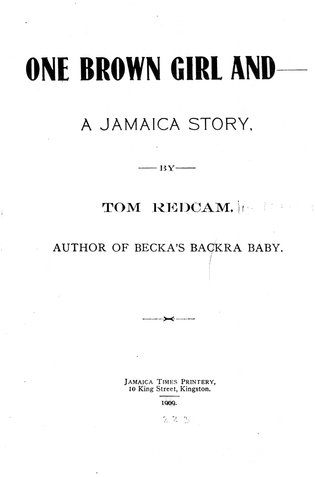 ONE BROWN GIRL AND—
A JAMAICA STORY,
— BY —
TOM REDCAM.
AUTHOR OF BECKA'S BACKRA BABY.
JAMAICA TIMES PRINTERY,
10 King Street, Kingston.
1909.